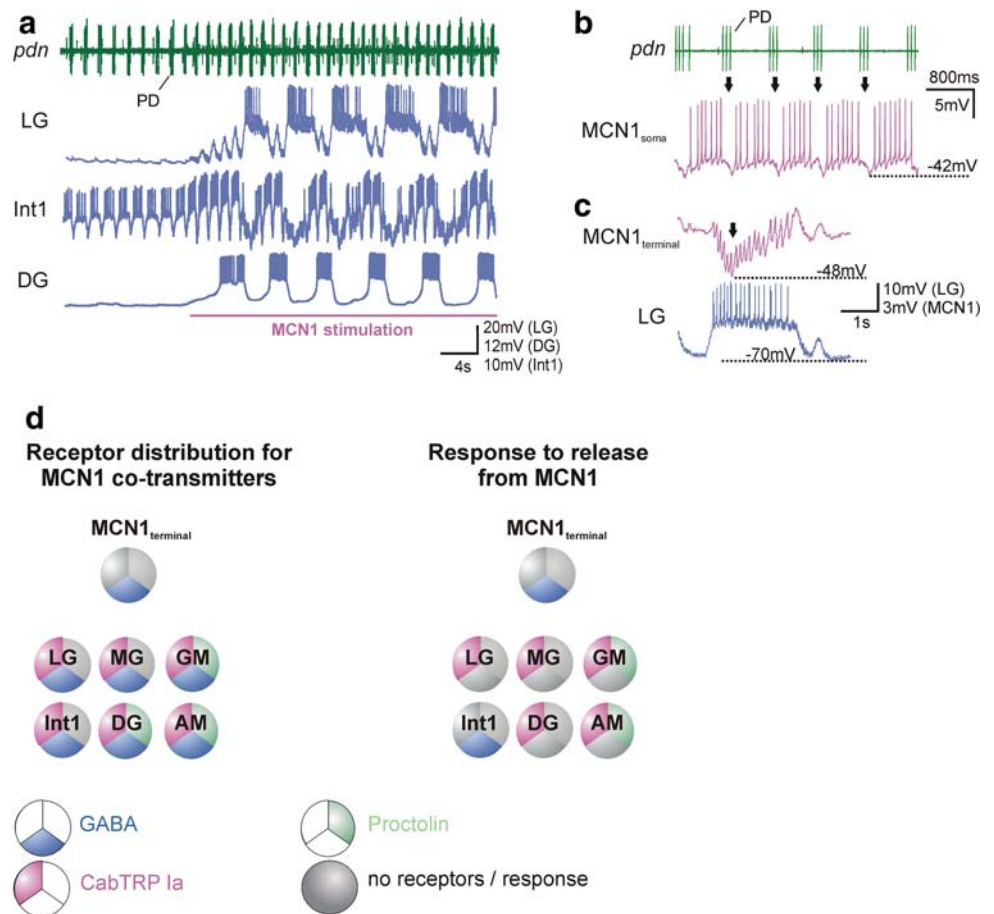 a
pdn
PD
LG
Int1
DG
MCN1 stimulation
4s
20mV (LG)
12mV (DG)
10mV (Int1)
b
pdn
PD
800ms
5mV
MCN1soma
-42mV
c
MCN1terminal
-48mV
10mV (LG)
3mV (MCN1)
1s
LG
-70mV
d
Receptor distribution for
MCN1 co-transmitters
MCN1terminal
LG MG GM
Int1 DG AM
Response to release
from MCN1
MCN1terminal
LG MG GM
Int1 DG AM
GABA
Proctolin
CabTRP Ia
no receptors / response